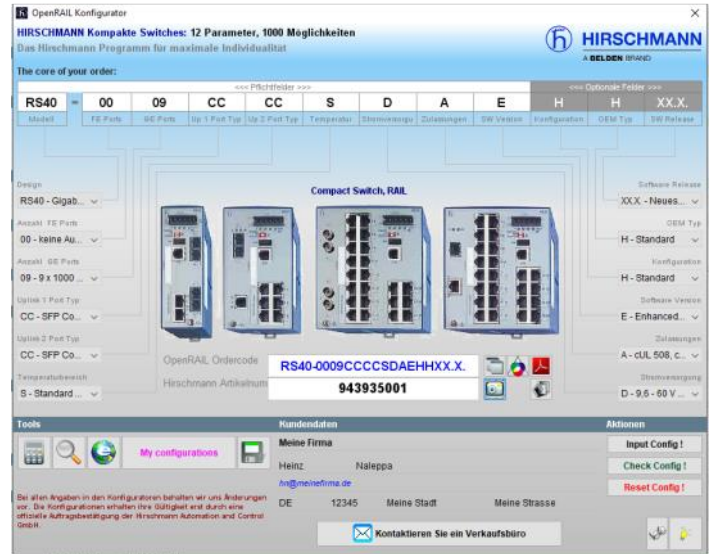 OpenRAIL Konfigurator
HIRSCHMANN Kompakte Switches: 12 Parameter, 1000 Möglichkeiten
Das Hirschmann Programm für maximale Individualität
HIRSCHMANN
A BELDEN BRAND
The core of your order:
<<< Pflichtfelder >>>
<<< Optionale Felder >>>
RS40 - 00 09 CC CC S D A E H H XX.X.
Modell FE Ports GE Ports Up 1 Port Typ Up 2 Port Typ Temperatur Stromversorgu Zulassungen SW Version Konfiguration OEM Typ SW Release
Compact Switch, RAIL
Design
RS40 - Gigab...
Anzahl FE Ports
00 - keine Au...
Anzahl GE Ports
09 - 9 x 1000 ...
Uplink 1 Port Typ
CC - SFP Co...
Uplink 2 Port Typ
CC - SFP Co...
Temperaturbereich
S - Standard ...
Software Release
XX.X - Neues...
OEM Typ
H - Standard
Konfiguration
H - Standard
Software Version
E - Enhanced...
Zulassungen
A - cUL 508, c...
Stromversorgung
D - 9,6 - 60 V ...
OpenRAIL Ordercode
RS40-0009CCCCSDAEHHXX.X.
Hirschmann Artikelnum
943935001
Tools
My configurations
Bei allen Angaben in den Konfiguratoren behalten wir uns Änderungen
vor. Die Konfigurationen erhalten ihre Gültigkeit erst durch eine
offizielle Auftragsbestätigung der Hirschmann Automation and Control
GmbH.
Kundendaten
Meine Firma
Heinz Naleppa
hn@meinefirma.de
DE 12345 Meine Stadt Meine Strasse
Kontaktieren Sie ein Verkaufsbüro
Aktionen
Input Config !
Check Config !
Reset Config !